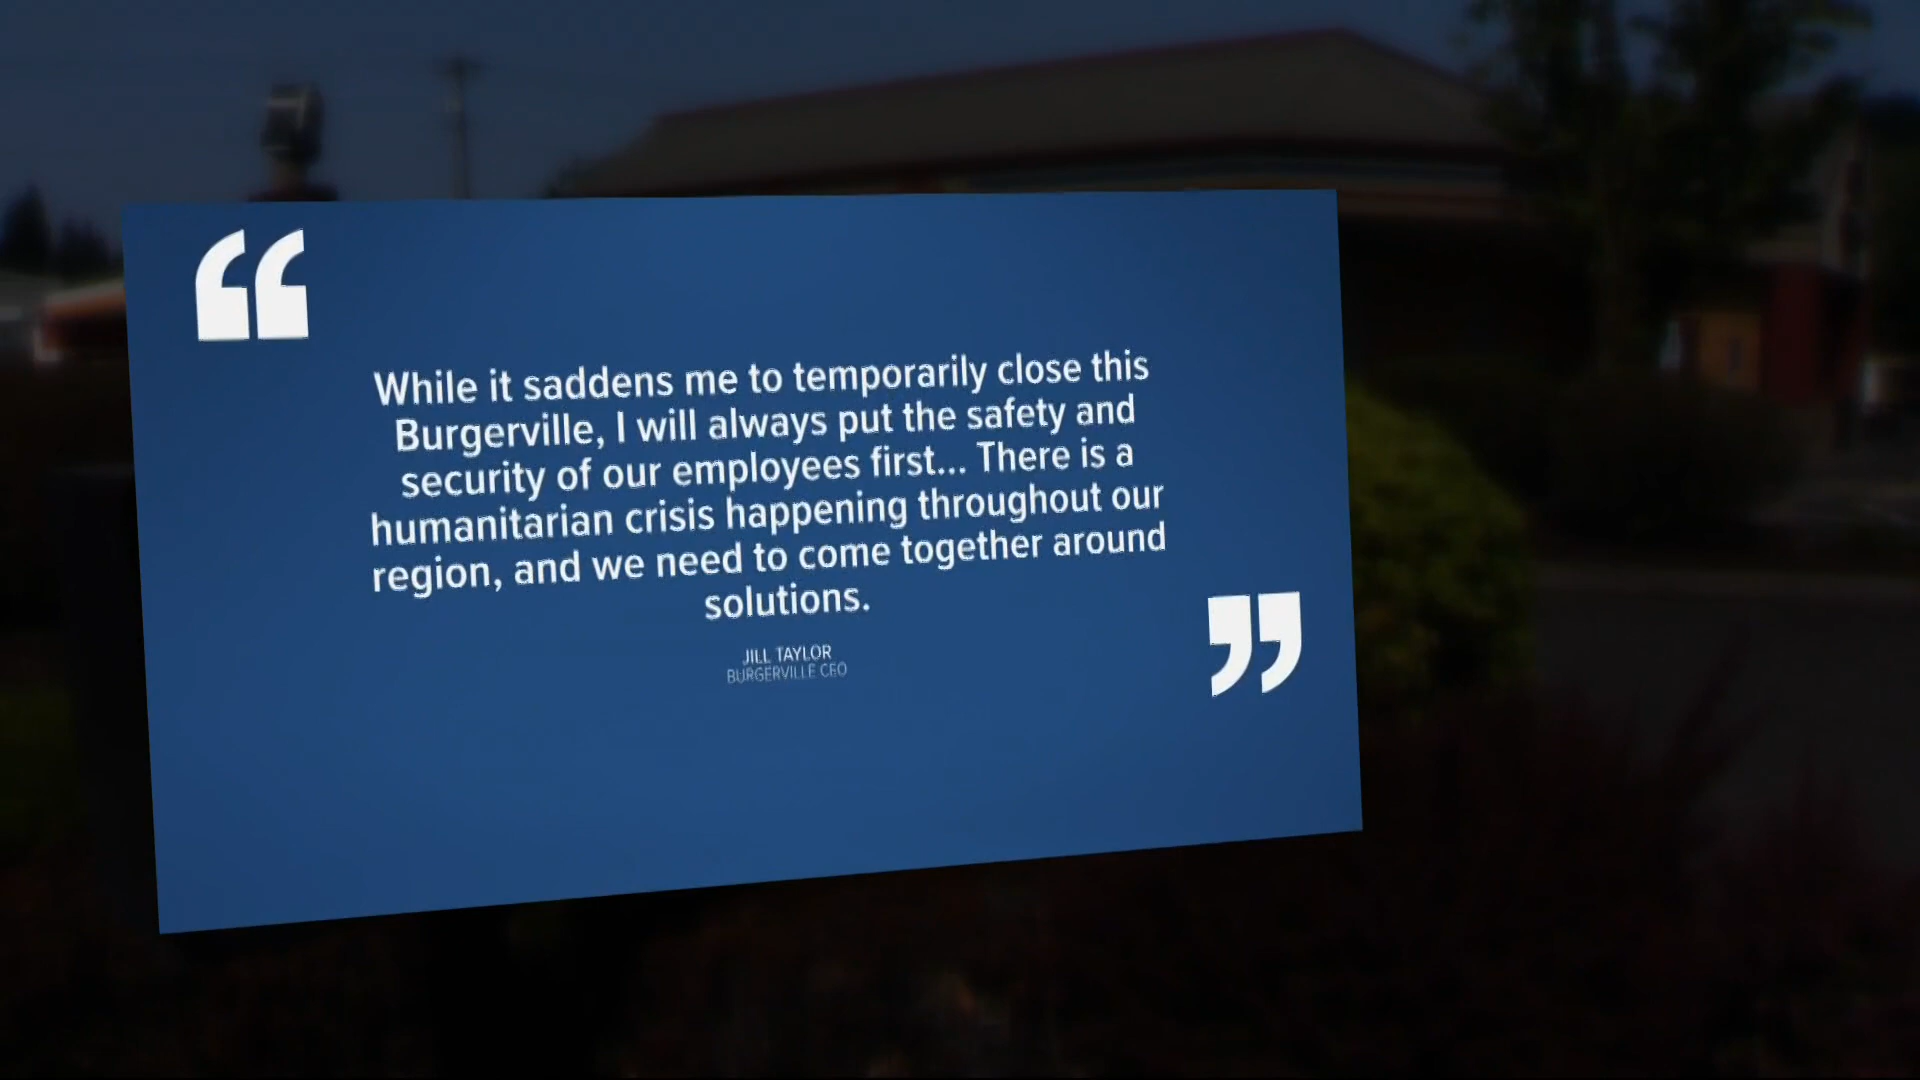 “
While it saddens me to temporarily close this
Burgerville, I will always put the safety and
security of our employees first... There is a
humanitarian crisis happening throughout our
region, and we need to come together around
solutions.
JILL TAYLOR
BURGERVILLE CEO
”